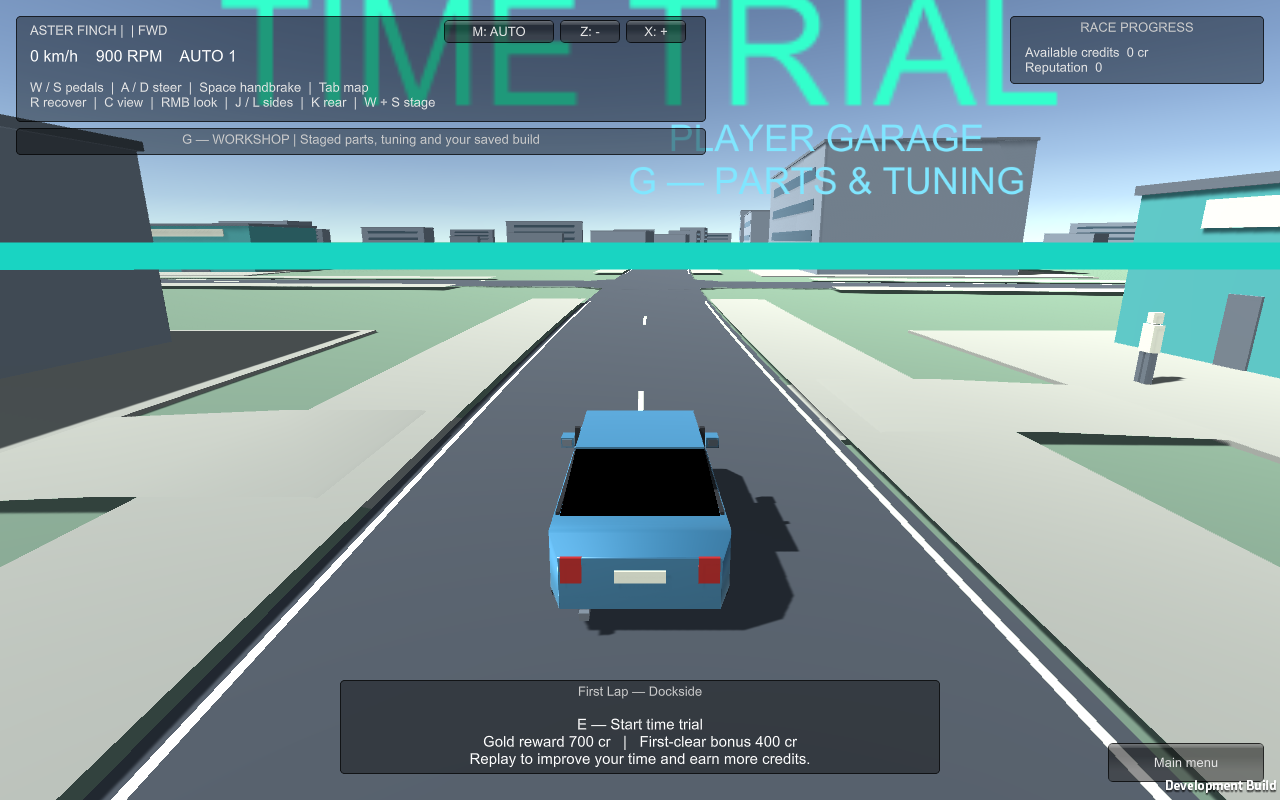 TIME TRIAL
ASTER FINCH | | FWD
M: AUTO
Z: -
X: +
0 km/h 900 RPM AUTO 1
W / S pedals | A / D steer | Space handbrake | Tab map
R recover | C view | RMB look | J / L sides | K rear | W + S stage
G — WORKSHOP | Staged parts, tuning and your saved build
RACE PROGRESS
Available credits 0 cr
Reputation 0
PLAYER GARAGE
G — PARTS & TUNING
First Lap — Dockside
E — Start time trial
Gold reward 700 cr | First-clear bonus 400 cr
Replay to improve your time and earn more credits.
Main menu
Development Build